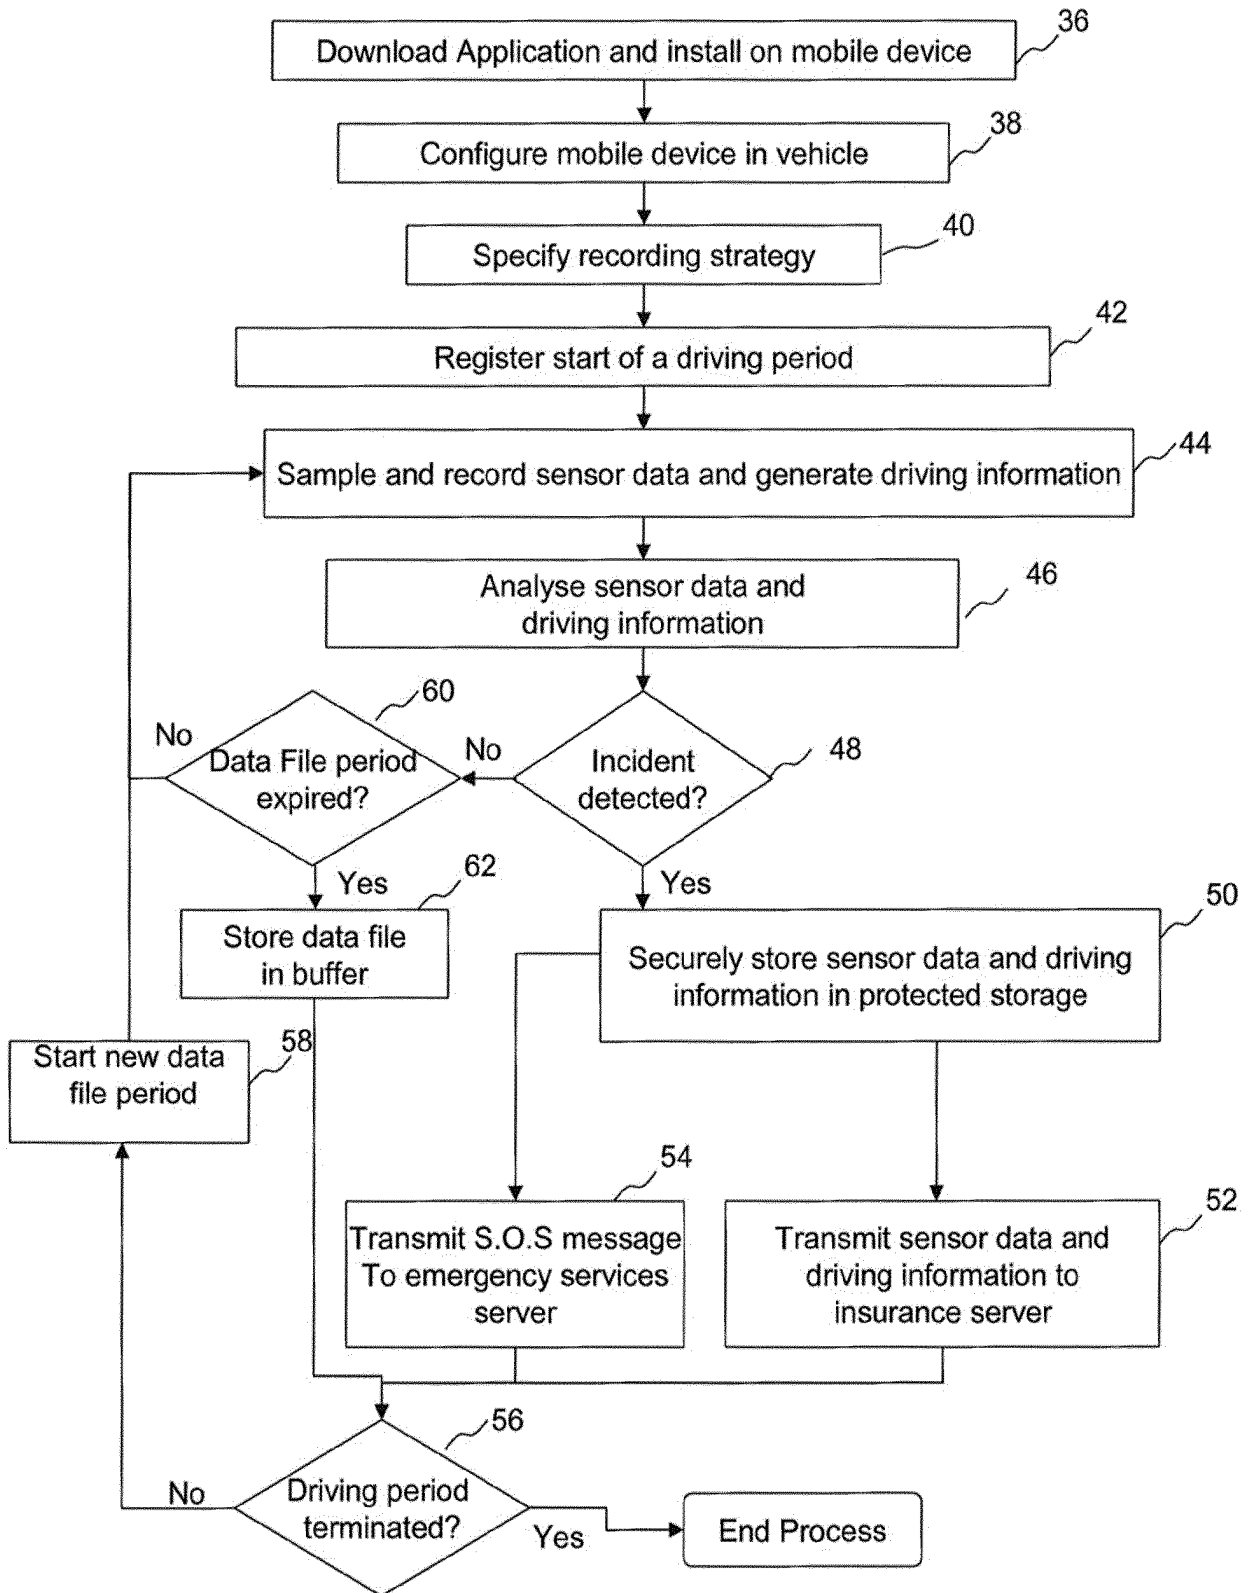 36
Download Application and install on mobile device
38
Configure mobile device in vehicle
40
Specify recording strategy
42
Register start of a driving period
44
Sample and record sensor data and generate driving information
46
Analyse sensor data and
driving information
60
No
Data File period
expired?
No
48
Incident
detected?
Yes
62
Yes
50
Store data file
in buffer
Securely store sensor data and driving
information in protected storage
58
Start new data
file period
54
52
Transmit S.O.S message
To emergency services
server
Transmit sensor data and
driving information to
insurance server
56
No
Driving period
terminated?
Yes
End Process